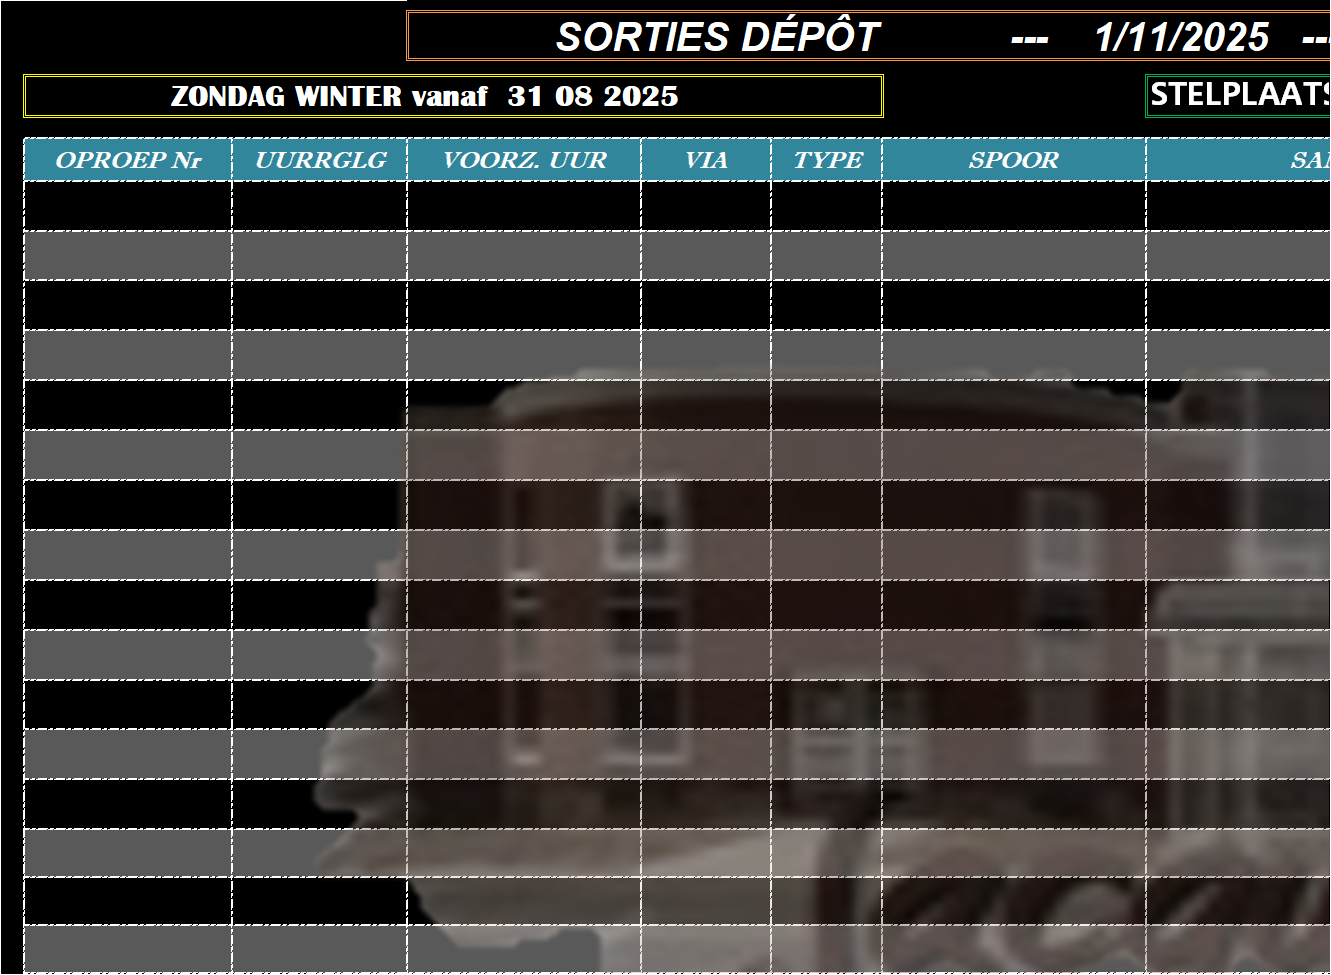 SORTIES DÉPÔT --- 1/11/2025 ---
ZONDAG WINTER vanaf 31 08 2025
STELPLAATS
OPROEP Nr UURRGLG VOORZ. UUR VIA TYPE SPOOR